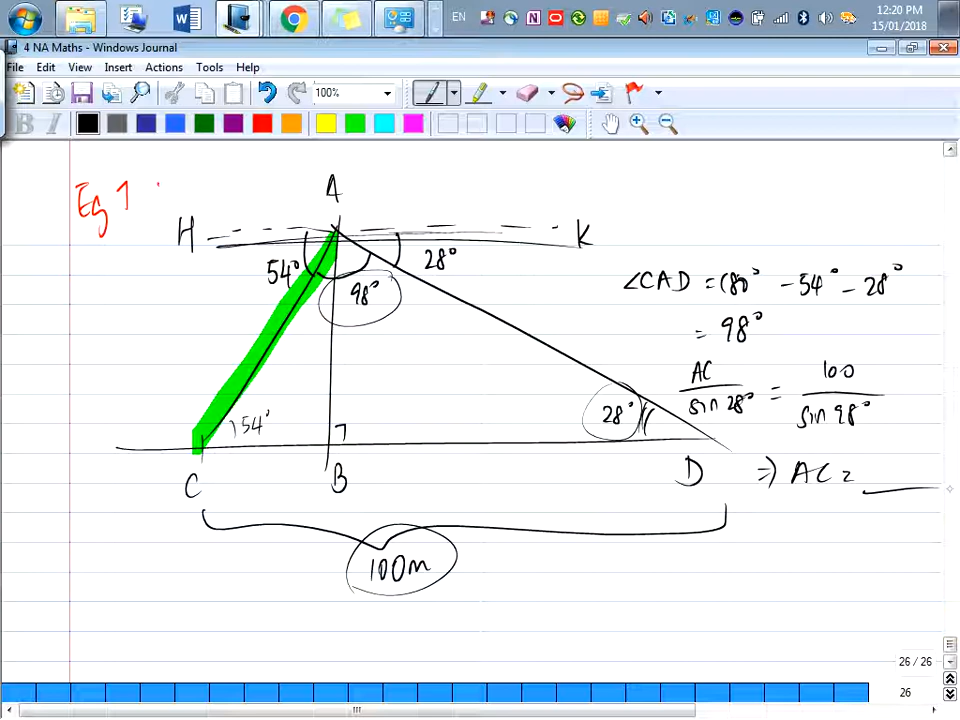 EN
12:20 PM
15/01/2018
4 NA Maths - Windows Journal
File Edit View Insert Actions Tools Help
100%
B I
Eg 1
A
H
K
54° 98° 28°
∠CAD = 180° - 54° - 28°
= 98°
AC / sin 28° = 100 / sin 98°
54°
28°
C B D
=) AC = ____
100m
26 / 26
26